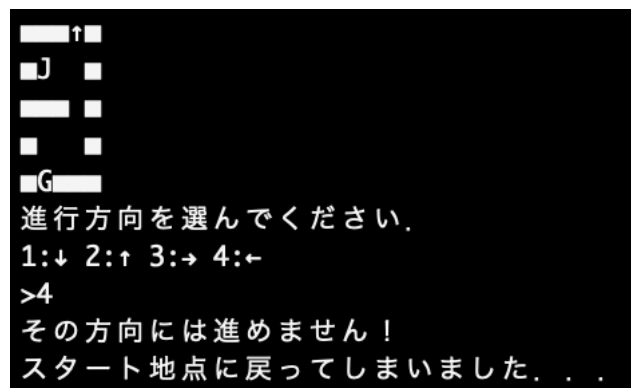 ■■■↑■
■J  ■
■■■ ■
■   ■
■G■■■
進行方向を選んでください.
1:↓ 2:↑ 3:→ 4:←
>4
その方向には進めません！
スタート地点に戻ってしまいました. . .